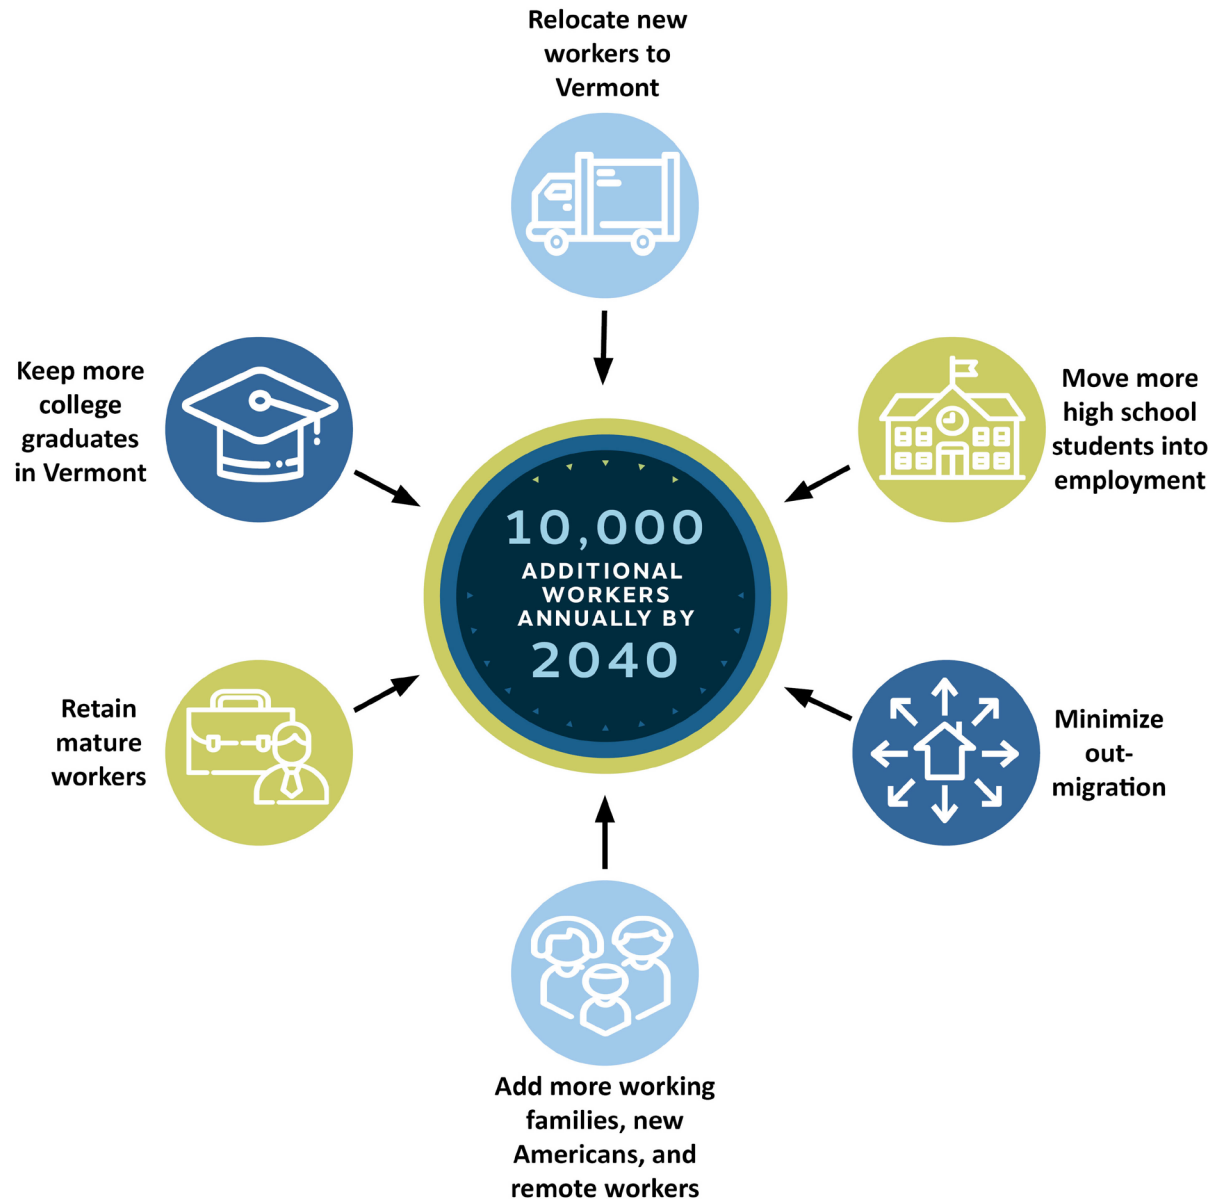 Relocate new
workers to
Vermont
Keep more
college
graduates
in Vermont
Move more
high school
students into
employment
10,000
ADDITIONAL
WORKERS
ANNUALLY BY
2040
Retain
mature
workers
Minimize
out-
migration
Add more working
families, new
Americans, and
remote workers